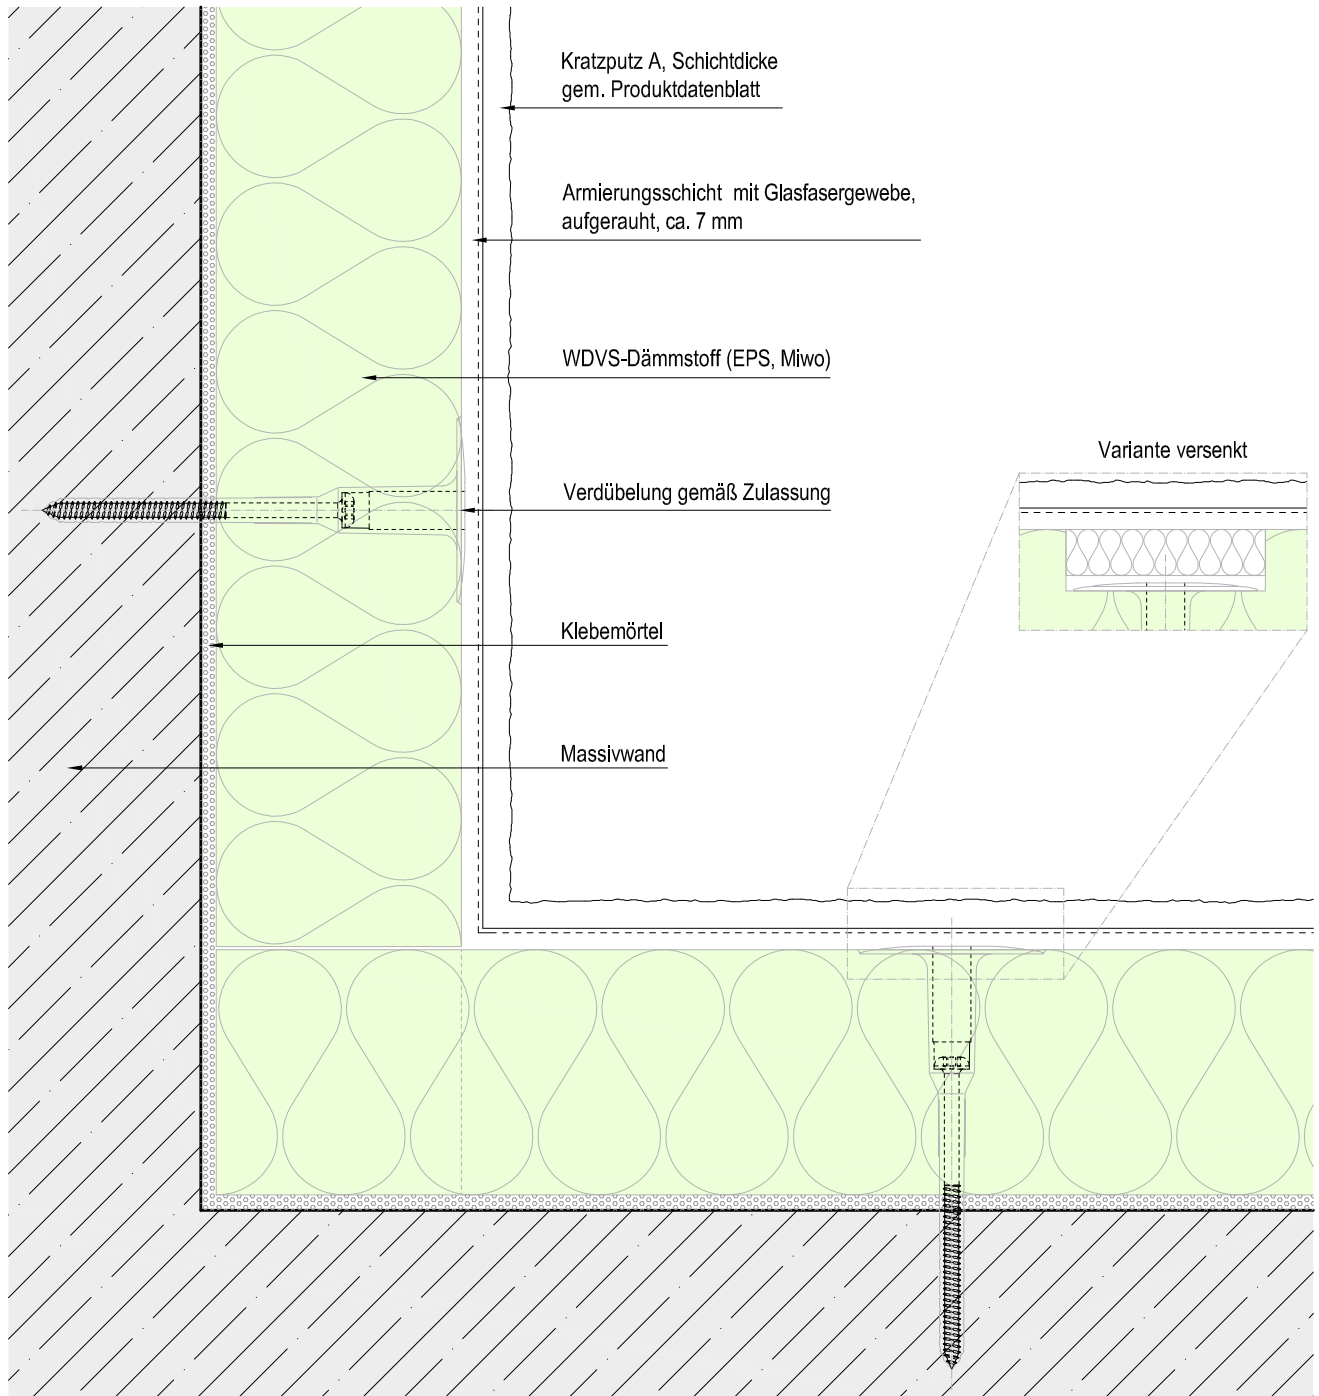 Kratzputz A, Schichtdicke
gem. Produktdatenblatt
Armierungsschicht mit Glasfasergewebe,
aufgerauht, ca. 7 mm
WDVS-Dämmstoff (EPS, Miwo)
Variante versenkt
Verdübelung gemäß Zulassung
Klebemörtel
Massivwand